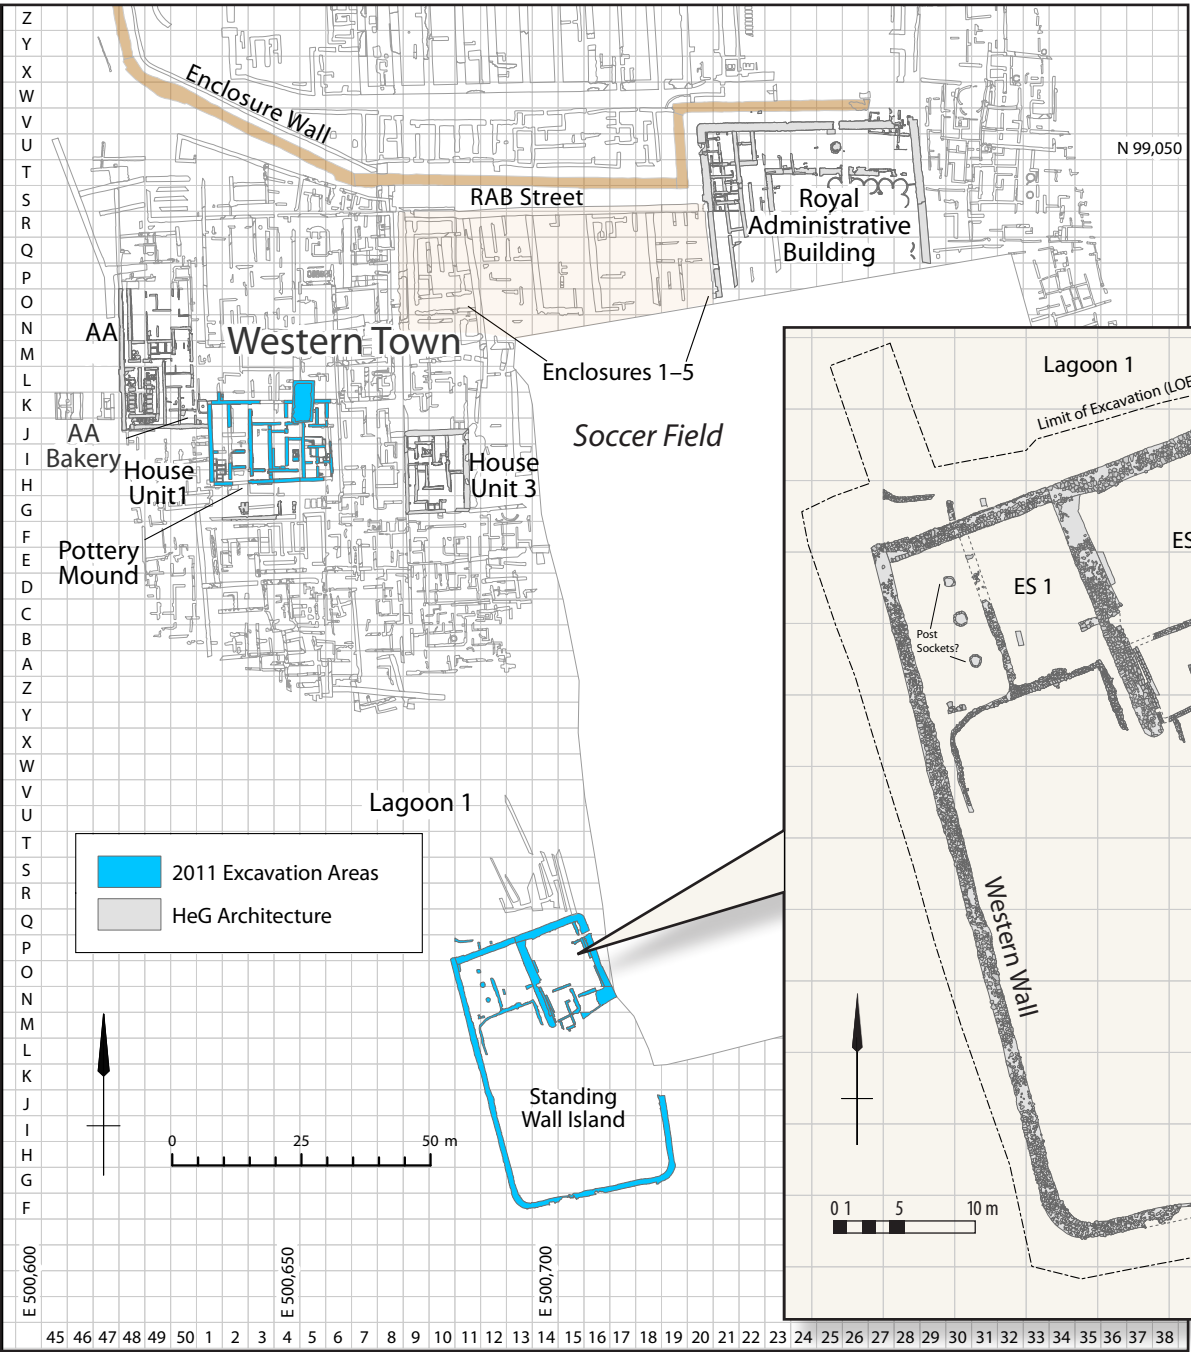 Z
Y
X
W
V
U
T
S
R
Q
P
O
N
M
L
K
J
I
H
G
F
E
D
C
B
A
Z
Y
X
W
V
U
T
S
R
Q
P
O
N
M
L
K
J
I
H
G
F
Enclosure Wall
N 99,050
RAB Street
Royal
Administrative
Building
AA
Western Town
Enclosures 1–5
Soccer Field
AA
Bakery
House
Unit1
House
Unit 3
Pottery
Mound
Lagoon 1
2011 Excavation Areas
HeG Architecture
Standing
Wall Island
0 25 50 m
E 500,600
E 500,650
E 500,700
45 46 47 48 49 50 1 2 3 4 5 6 7 8 9 10 11 12 13 14 15 16 17 18 19 20 21 22 23 24 25 26 27 28 29 30 31 32 33 34 35 36 37 38
Lagoon 1
Limit of Excavation (LOE
ES
ES 1
Post
Sockets?
Western Wall
0 1 5 10 m